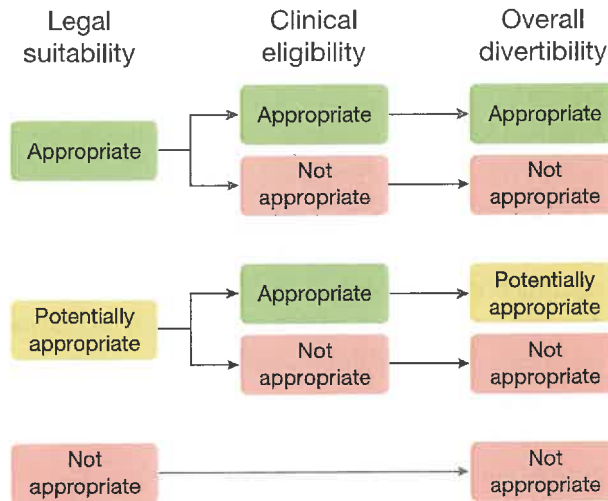 Legal
suitability
Clinical
eligibility
Overall
divertibility
Appropriate
Appropriate
Appropriate
Not
appropriate
Not
appropriate
Potentially
appropriate
Appropriate
Potentially
appropriate
Not
appropriate
Not
appropriate
Not
appropriate
Not
appropriate